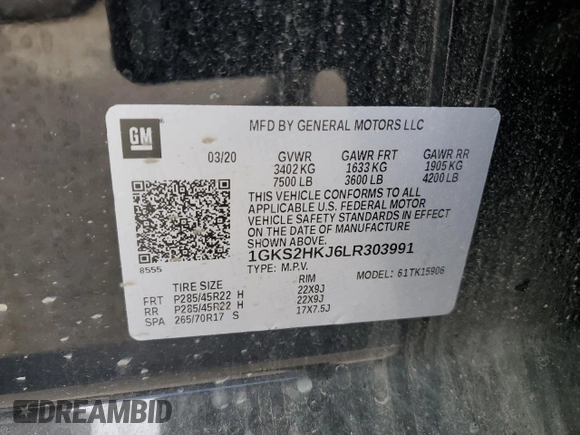 GM
MFD BY GENERAL MOTORS LLC
03/20 GVWR GAWR FRT GAWR RR
3402 KG 1633 KG 1905 KG
7500 LB 3600 LB 4200 LB
THIS VEHICLE CONFORMS TO ALL
APPLICABLE U.S. FEDERAL MOTOR
VEHICLE SAFETY STANDARDS IN EFFECT
ON THE DATE OF MANUFACTURE
SHOWN ABOVE.
8555
1GKS2HKJ6LR303991
TYPE: M.P.V. MODEL: 61TK15906
TIRE SIZE RIM
FRT P285/45R22 H 22X9J
RR P285/45R22 H 22X9J
SPA 265/70R17 S 17X7.5J
DREAMBID